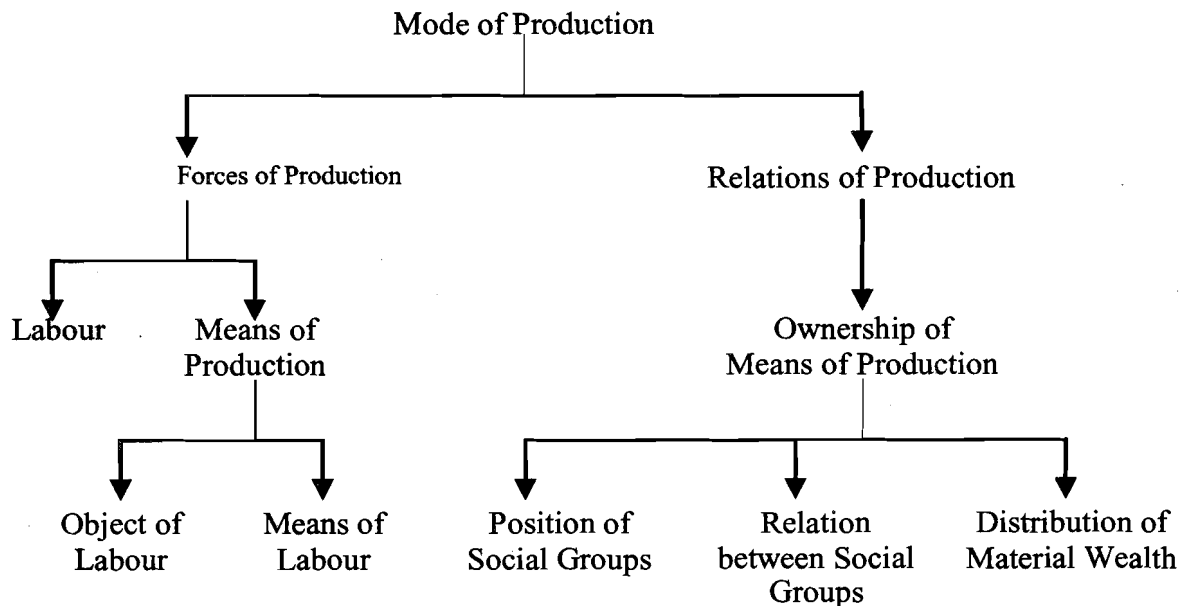 Mode of Production
Forces of Production
Relations of Production
Labour
Means of
Production
Ownership of
Means of Production
Object of
Labour
Means of
Labour
Position of
Social Groups
Relation
between Social
Groups
Distribution of
Material Wealth